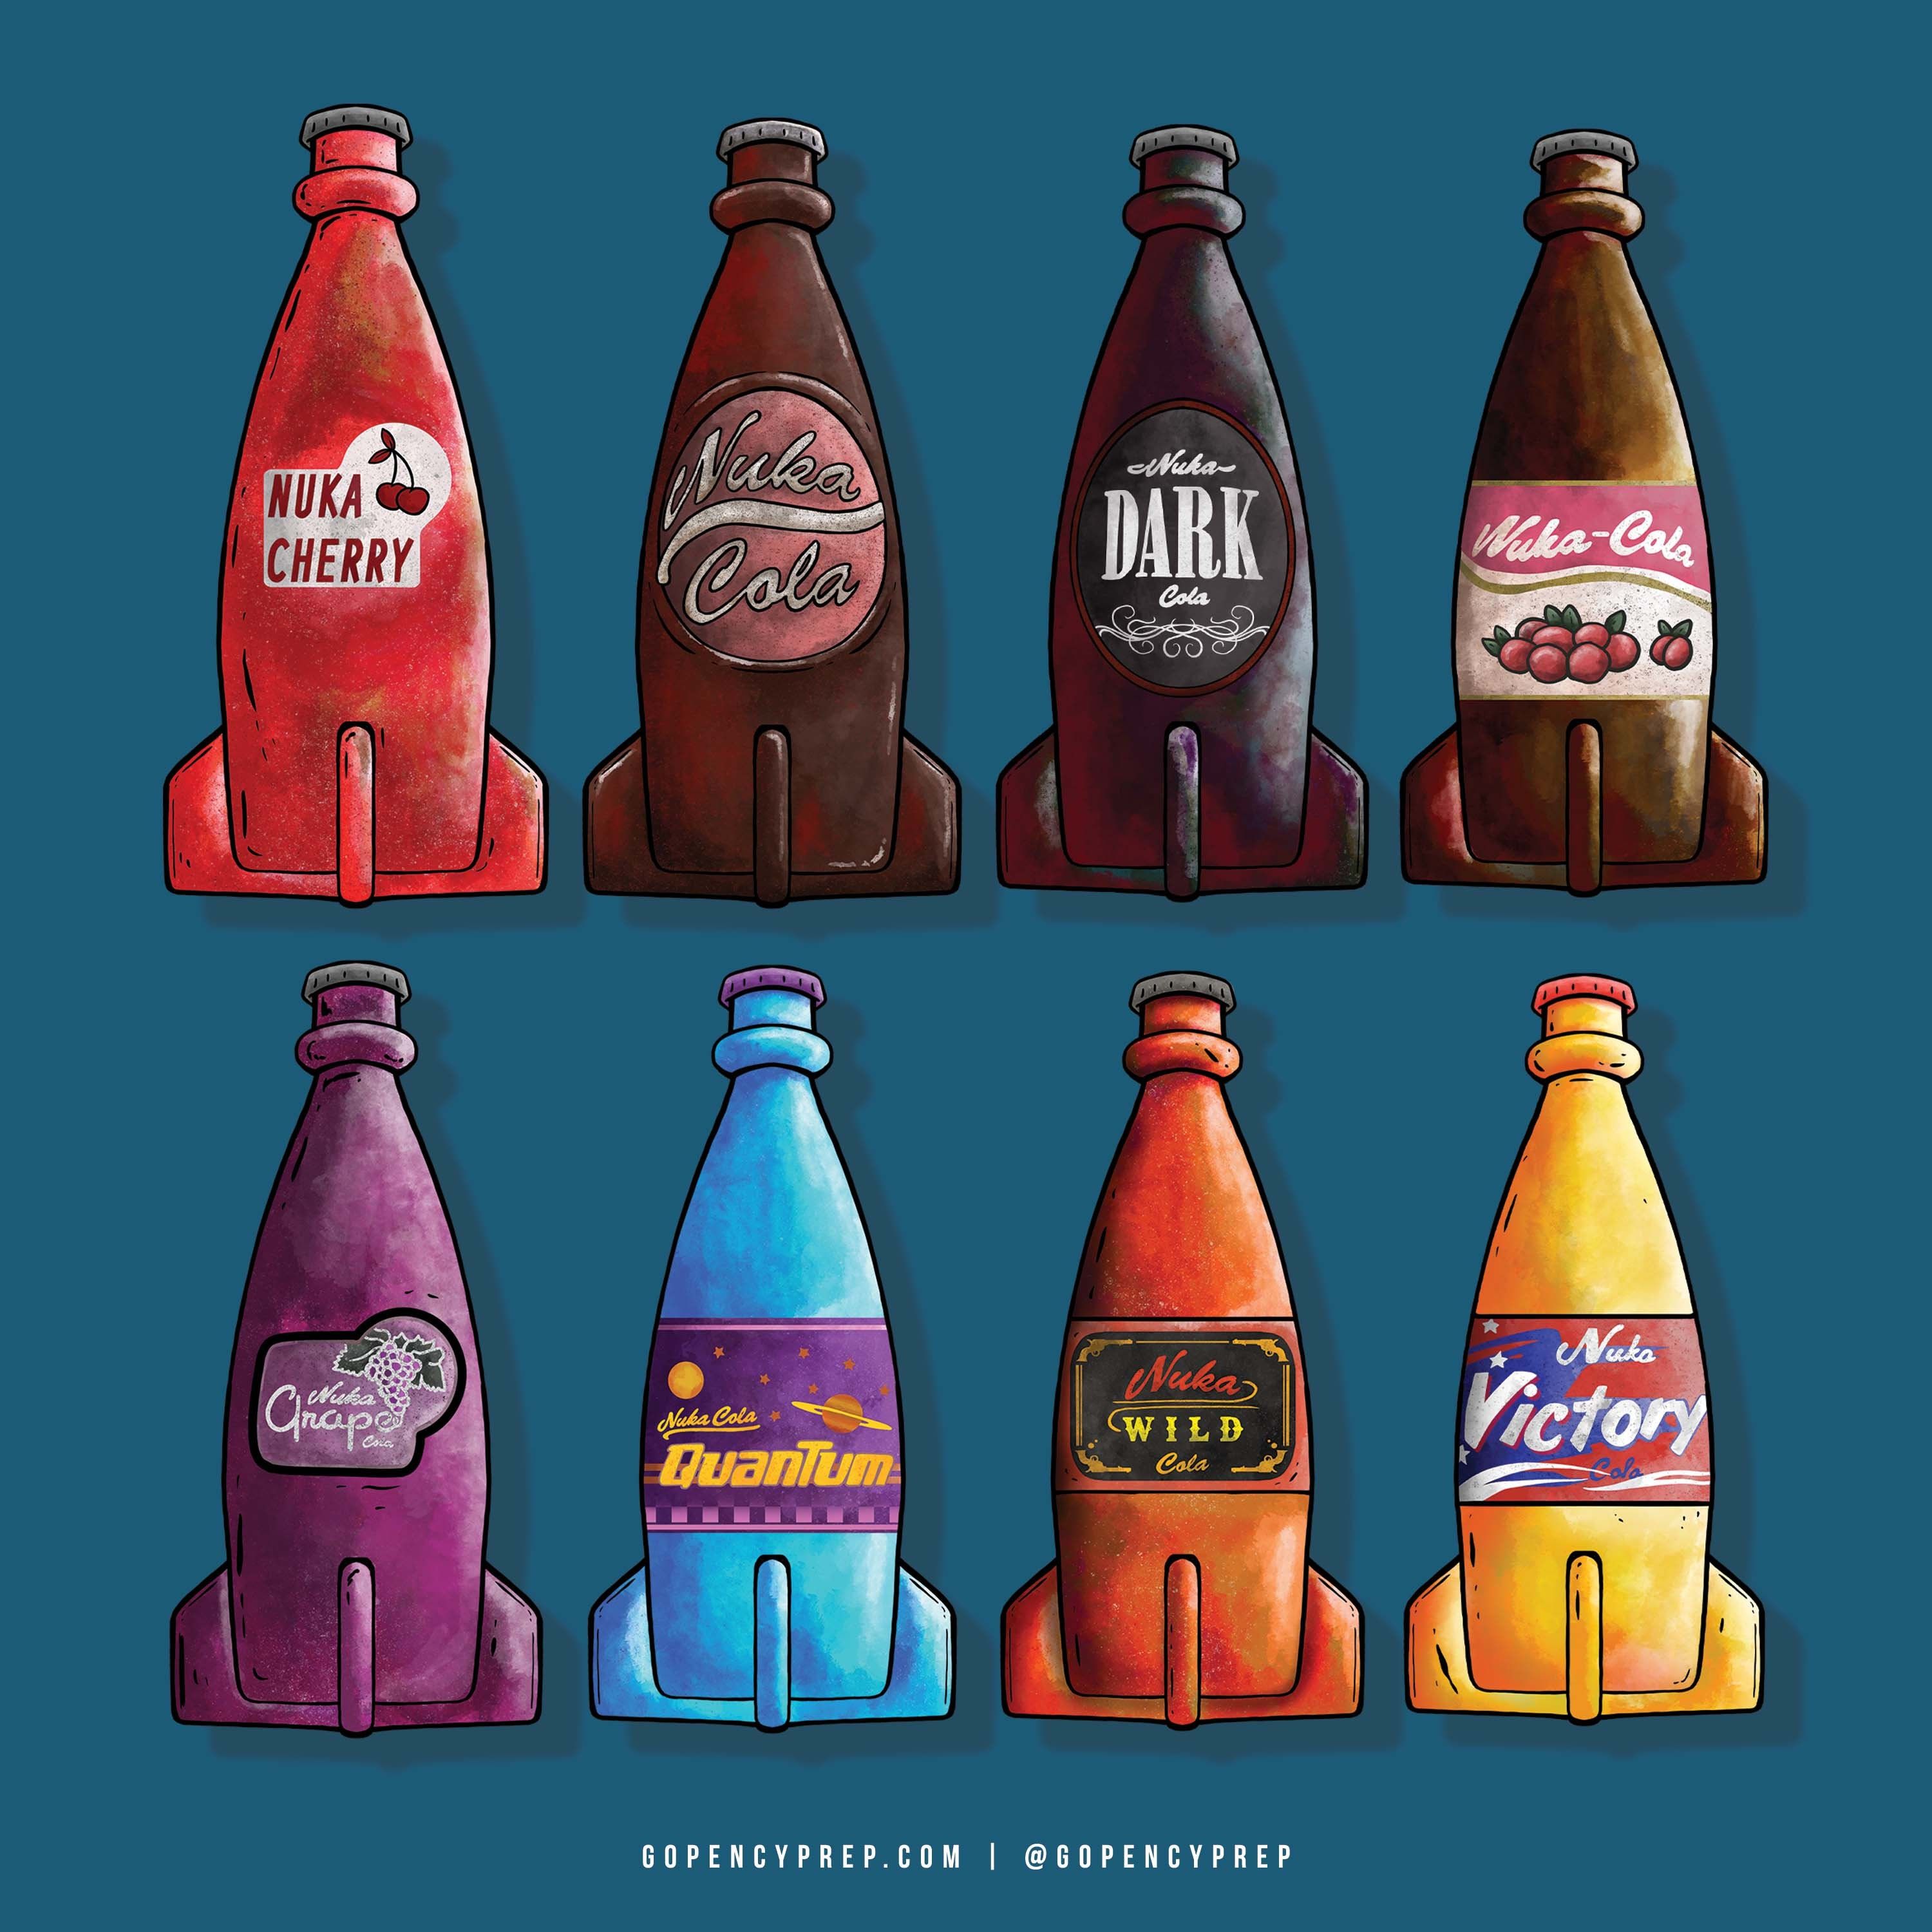 NUKA
CHERRY
Nuka
Cola
Nuka
DARK
Cola
Nuka-Cola
Nuka
Grape
Cola
Nuka Cola
Quantum
Nuka
WILD
Cola
Nuka
Victory
Cola
GOPENCYPREP.COM | @GOPENCYPREP